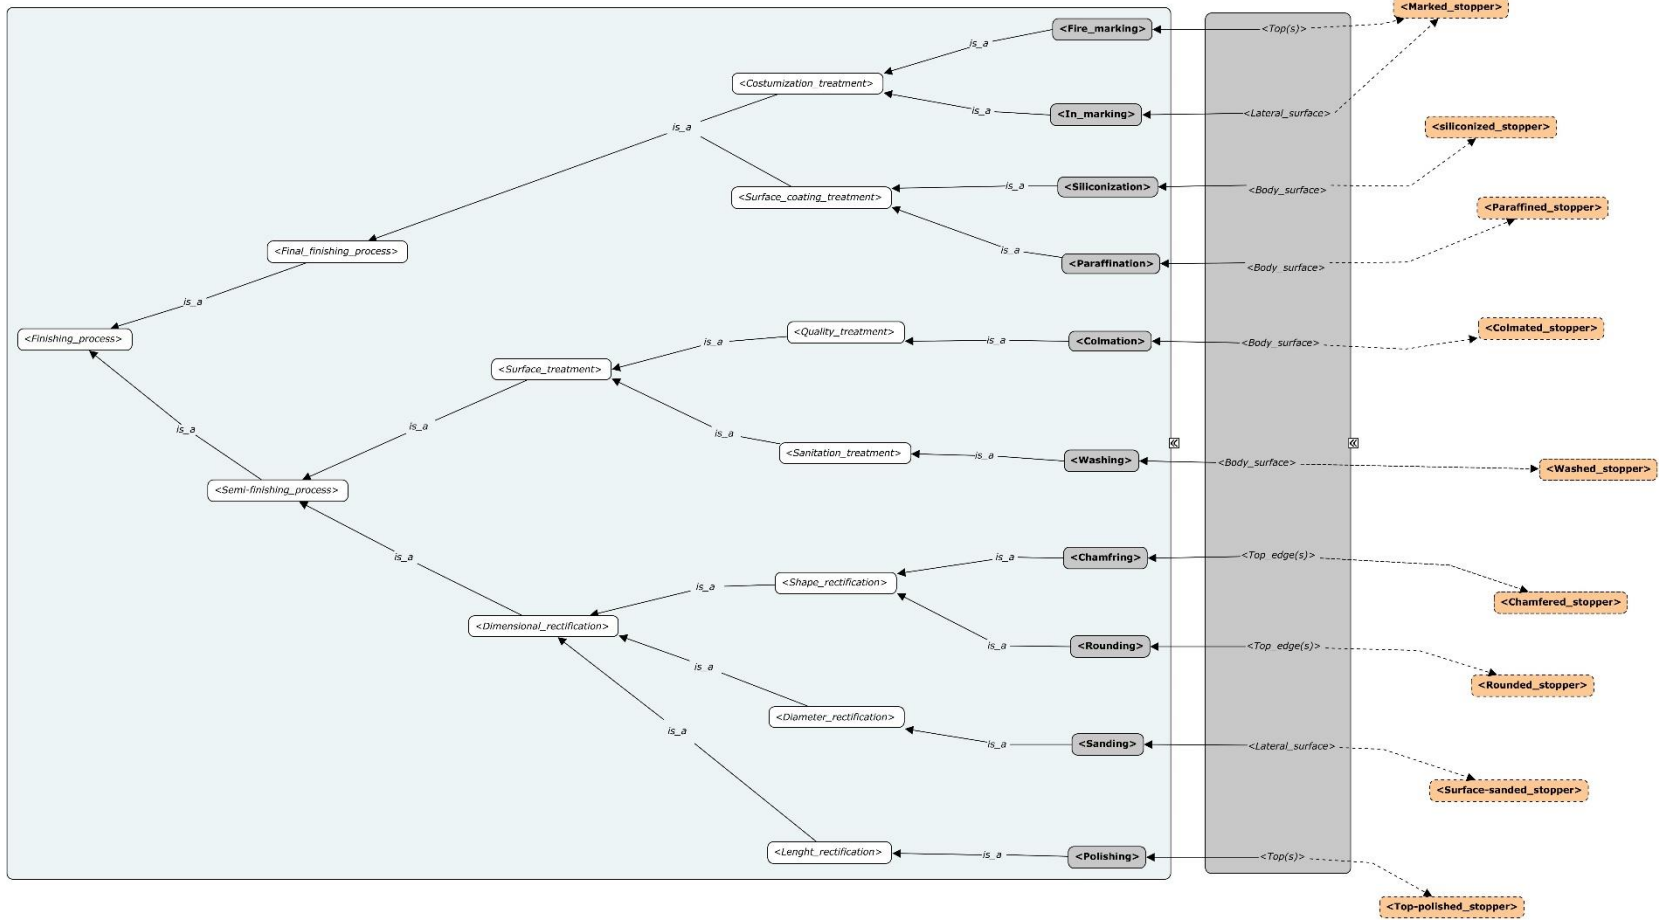 <Marked_stopper>
<Fire_marking>
<Top(s)>
is_a
<Costumization_treatment>
is_a
<In_marking>
<Lateral_surface>
is_a
<siliconized_stopper>
<Surface_coating_treatment>
is_a
<Siliconization>
<Body_surface>
<Paraffined_stopper>
<Final_finishing_process>
is_a
<Paraffination>
<Body_surface>
is_a
<Finishing_process>
<Quality_treatment>
is_a
<Colmation>
<Body_surface>
<Colmated_stopper>
is_a
<Surface_treatment>
is_a
is_a
is_a
<Sanitation_treatment>
is_a
<Washing>
<Body_surface>
<Washed_stopper>
<Semi-finishing_process>
is_a
is_a
<Chamfring>
<Top_edge(s)>
is_a
<Shape_rectification>
<Chamfered_stopper>
<Dimensional_rectification>
is_a
<Rounding>
<Top_edge(s)>
is_a
<Rounded_stopper>
<Diameter_rectification>
is_a
is_a
<Sanding>
<Lateral_surface>
<Surface-sanded_stopper>
<Lenght_rectification>
is_a
<Polishing>
<Top(s)>
<Top-polished_stopper>